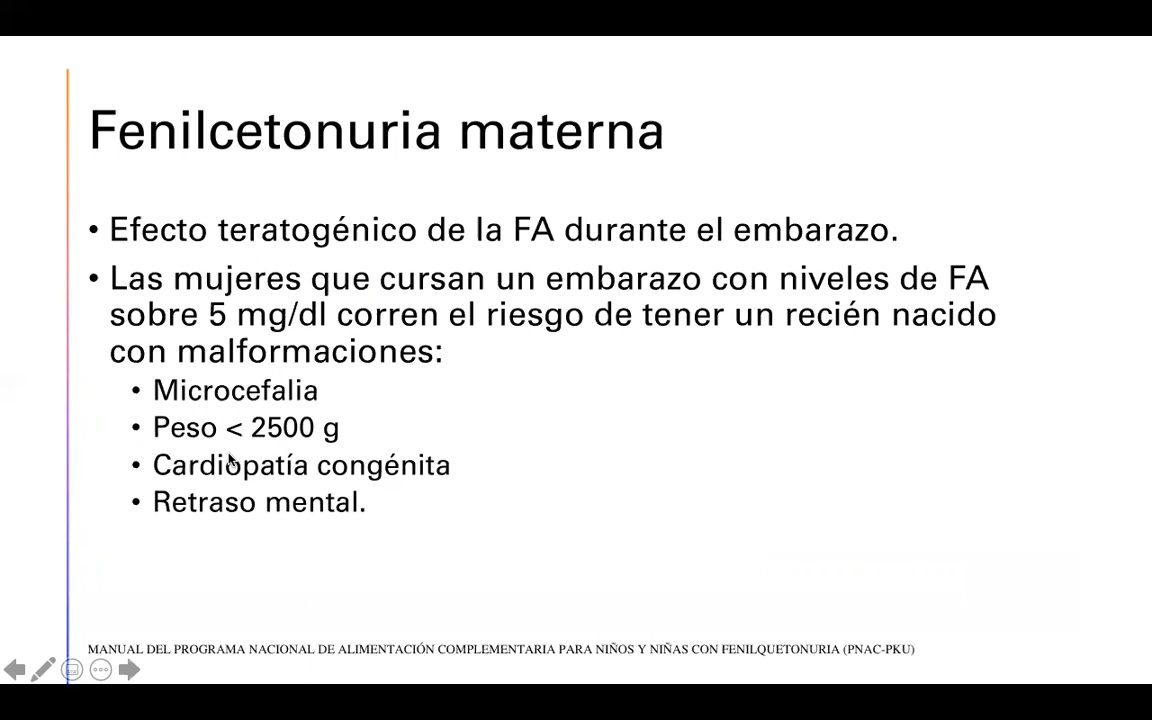 Fenilcetonuria materna
• Efecto teratogénico de la FA durante el embarazo.
• Las mujeres que cursan un embarazo con niveles de FA
sobre 5 mg/dl corren el riesgo de tener un recién nacido
con malformaciones:
• Microcefalia
• Peso < 2500 g
• Cardiopatía congénita
• Retraso mental.
MANUAL DEL PROGRAMA NACIONAL DE ALIMENTACIÓN COMPLEMENTARIA PARA NIÑOS Y NIÑAS CON FENILQUETONURIA (PNAC-PKU)